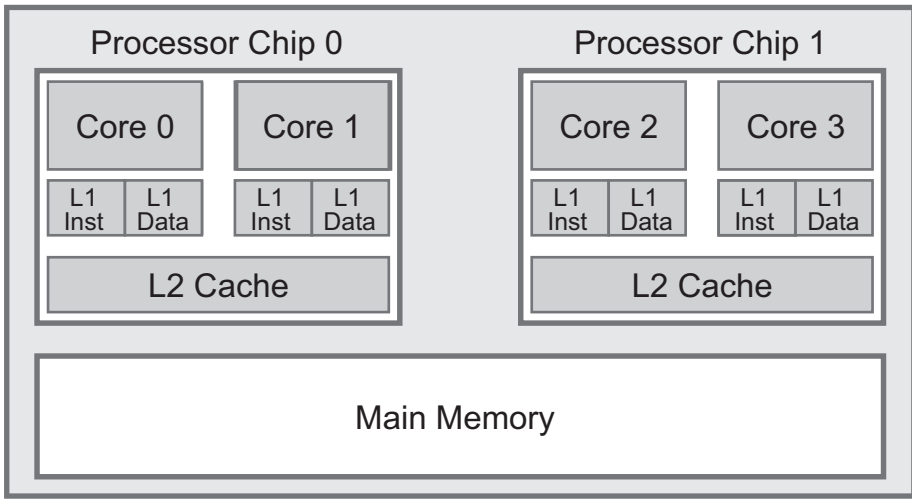 Processor Chip 0
Processor Chip 1
Core 0
Core 1
Core 2
Core 3
L1
Inst
L1
Data
L1
Inst
L1
Data
L1
Inst
L1
Data
L1
Inst
L1
Data
L2 Cache
L2 Cache
Main Memory